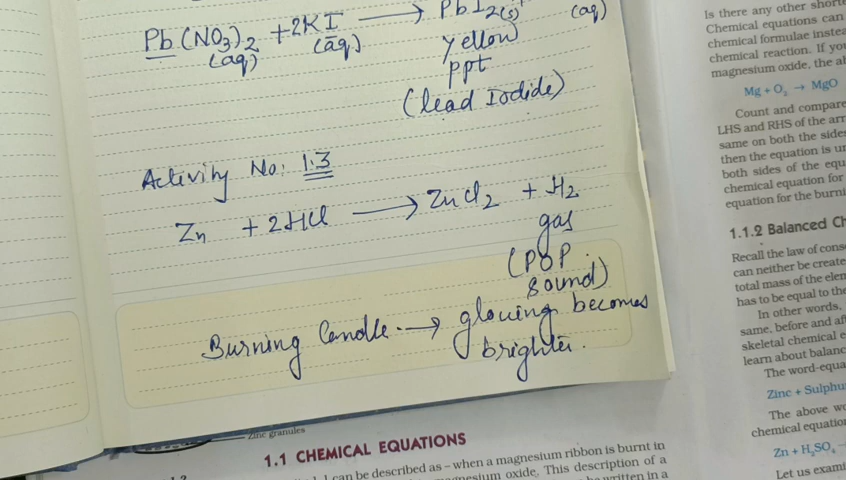 Pb(NO3)2 + 2KI → PbI2(s)
(aq) (aq) (aq)
yellow
ppt
(lead Iodide)
Activity No: 1.3
Zn + 2HCl → ZnCl2 + H2
gas
(POP
sound)
Burning Candle → glowing becomes
brighter.
Zinc granules
1.1 CHEMICAL EQUATIONS
can be described as – when a magnesium ribbon is burnt in
oxide. This description of a
written in a
Is there any other short
Chemical equations can
chemical formulae inste
chemical reaction. If you
magnesium oxide, the ab
Mg + O2 → MgO
Count and compare
LHS and RHS of the arr
same on both the side
then the equation is un
both sides of the equ
chemical equation for
equation for the burni
1.1.2 Balanced Ch
Recall the law of cons
can neither be create
total mass of the elem
has to be equal to the
In other words,
same, before and aft
skeletal chemical e
learn about balanc
The word-equa
Zinc + Sulphu
The above wo
chemical equation
Zn + H2SO4
Let us exami